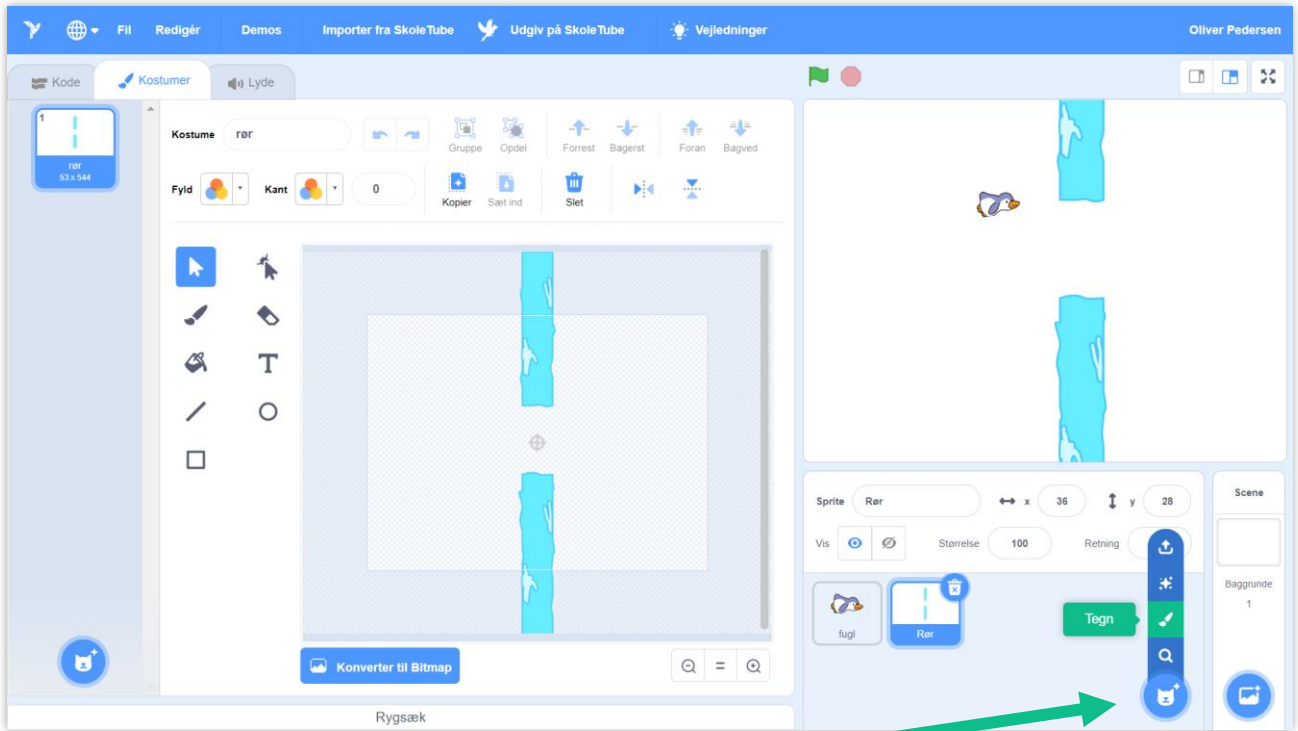 Fil Redigér Demos Importer fra SkoleTube Udgiv på SkoleTube Vejledninger Oliver Pedersen
Kode Kostumer Lyde
1
rør
53 x 544
Kostume rør Gruppe Opdel Forrest Bagerst Foran Bagved
Fyld Kant 0 Kopier Sæt ind Slet
T
Konverter til Bitmap
Rygsæk
Sprite Rør x 36 y 28
Vis Størrelse 100 Retning
fugl
Rør
Tegn
Scene
Baggrunde
1